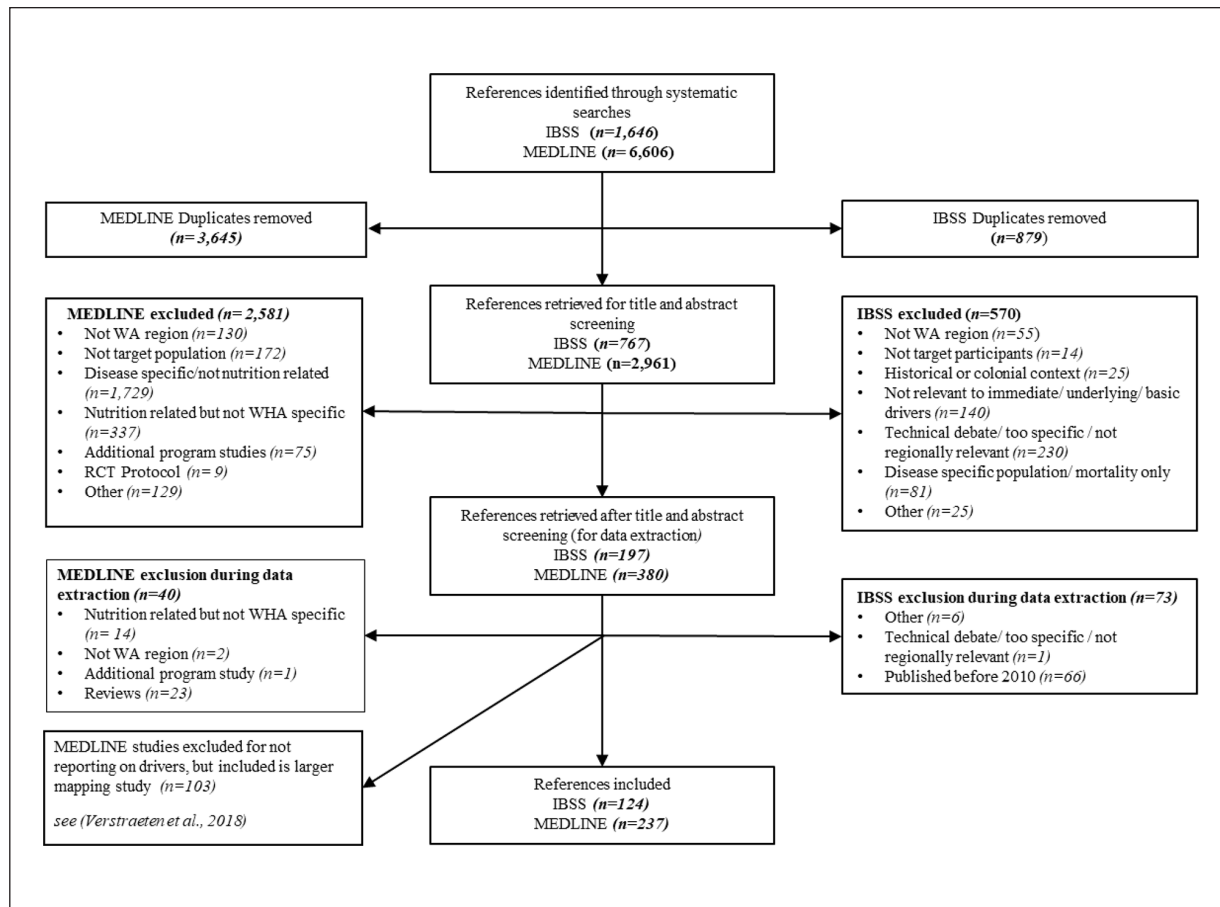 References identified through systematic
searches
IBSS (n=1,646)
MEDLINE (n= 6,606)
MEDLINE Duplicates removed
(n= 3,645)
IBSS Duplicates removed
(n=879)
References retrieved for title and abstract
screening
IBSS (n=767)
MEDLINE (n=2,961)
MEDLINE excluded (n= 2,581)
• Not WA region (n=130)
• Not target population (n=172)
• Disease specific/not nutrition related
(n=1,729)
• Nutrition related but not WHA specific
(n=337)
• Additional program studies (n=75)
• RCT Protocol (n= 9)
• Other (n=129)
IBSS excluded (n=570)
• Not WA region (n=55)
• Not target participants (n=14)
• Historical or colonial context (n=25)
• Not relevant to immediate/ underlying/ basic
drivers (n=140)
• Technical debate/ too specific / not
regionally relevant (n=230)
• Disease specific population/ mortality only
(n=81)
• Other (n=25)
References retrieved after title and abstract
screening (for data extraction)
IBSS (n=197)
MEDLINE (n=380)
MEDLINE exclusion during data
extraction (n=40)
• Nutrition related but not WHA specific
(n= 14)
• Not WA region (n=2)
• Additional program study (n=1)
• Reviews (n=23)
IBSS exclusion during data extraction (n=73)
• Other (n=6)
• Technical debate/ too specific / not
regionally relevant (n=1)
• Published before 2010 (n=66)
MEDLINE studies excluded for not
reporting on drivers, but included is larger
mapping study (n=103)
see (Verstraeten et al., 2018)
References included
IBSS (n=124)
MEDLINE (n=237)